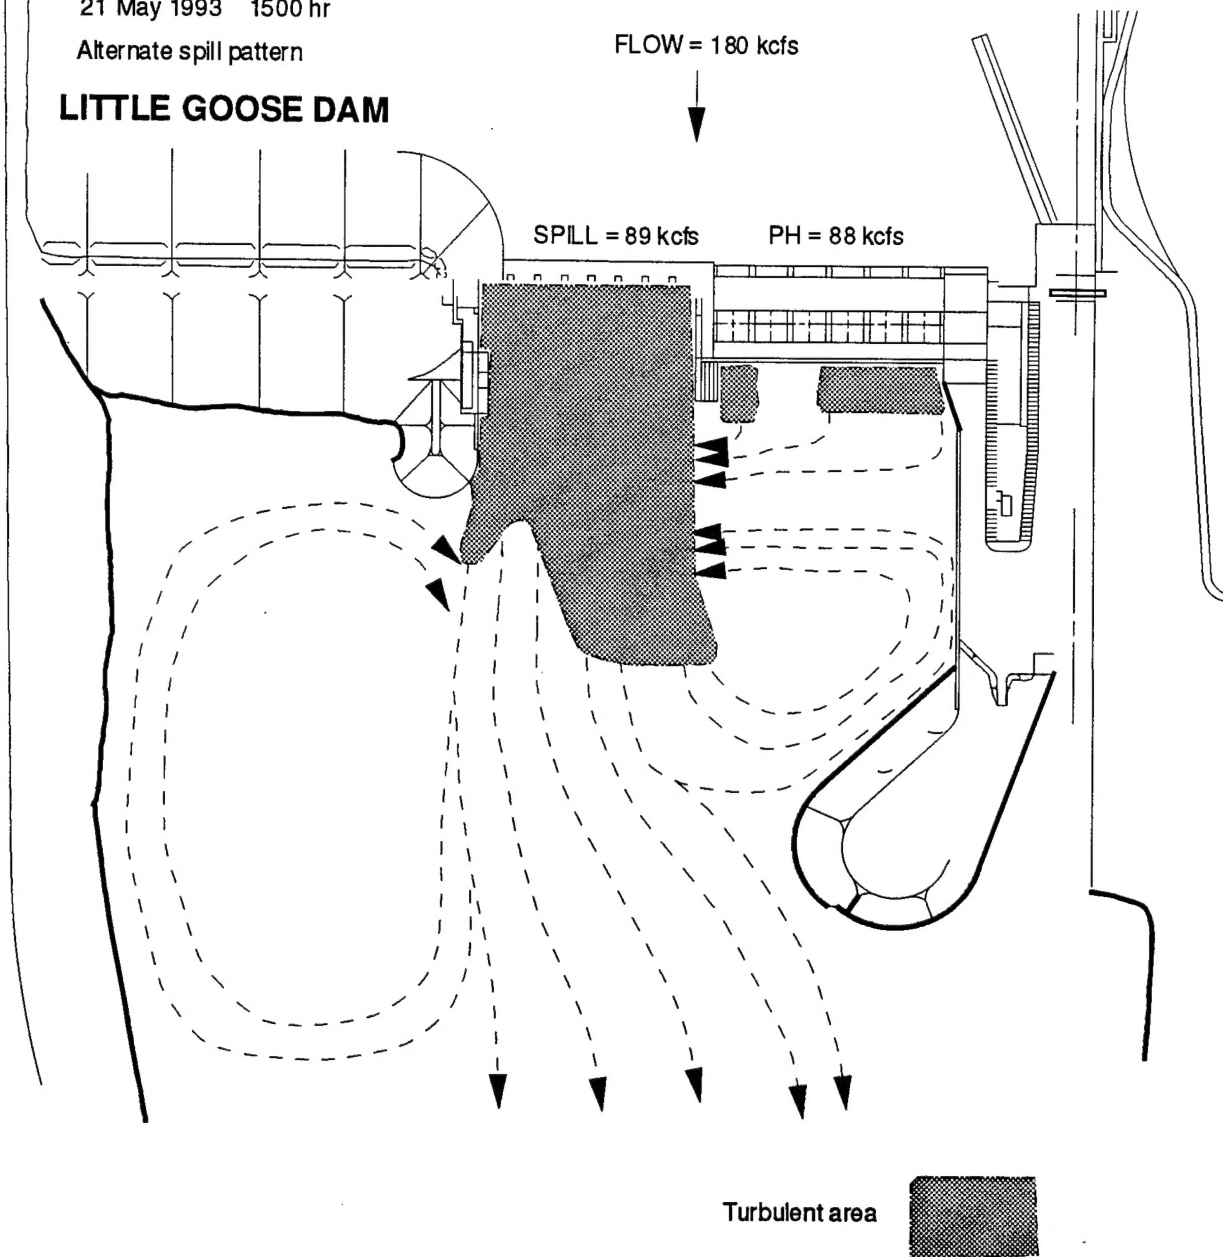 21 May 1993 1500 hr
Alternate spill pattern
LITTLE GOOSE DAM
FLOW = 180 kcfs
SPILL = 89 kcfs
PH = 88 kcfs
Turbulent area